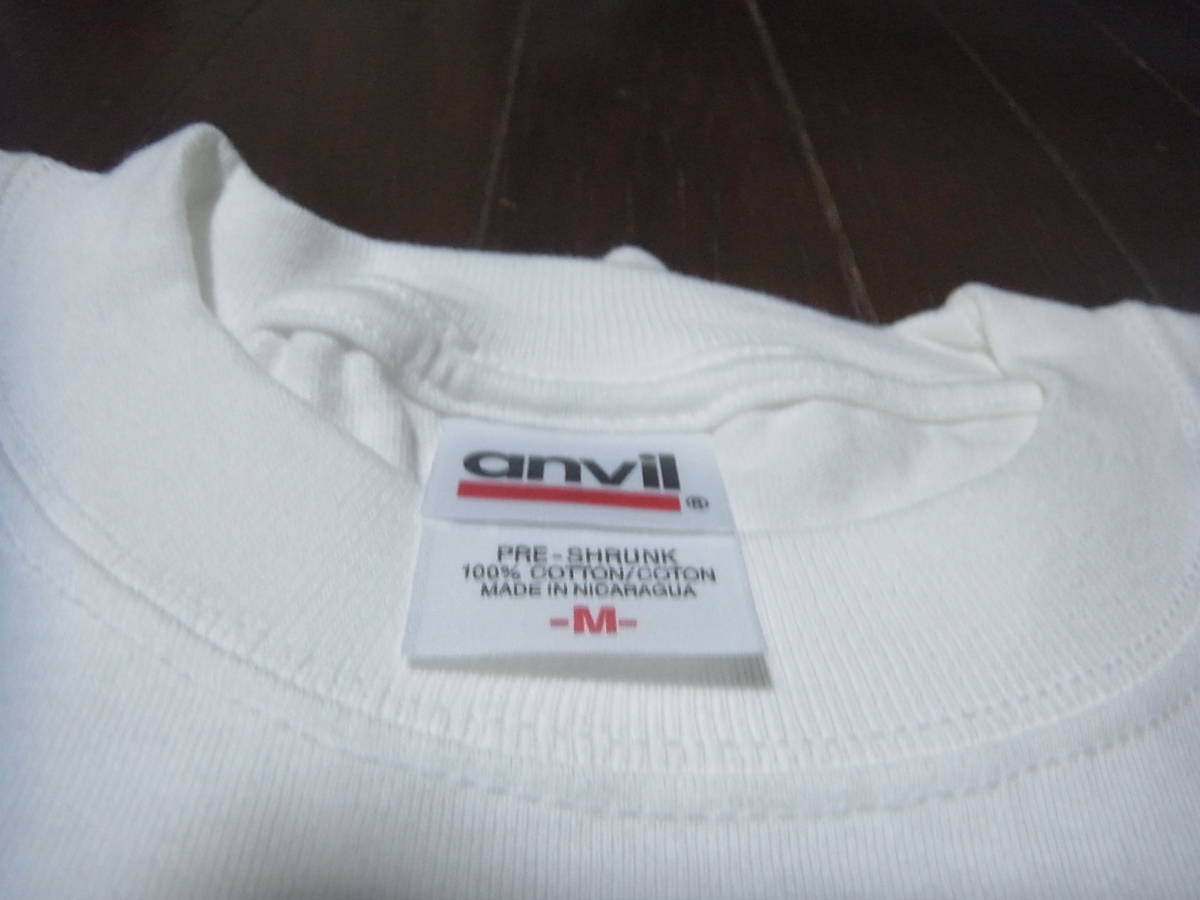 anvil ®
PRE-SHRUNK
100% COTTON/COTON
MADE IN NICARAGUA
-M-